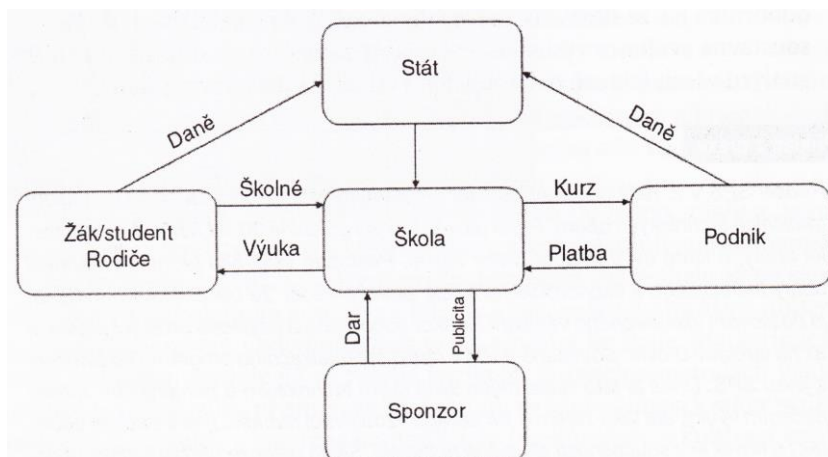 Stát
Daně
Daně
Školné
Kurz
Žák/student
Rodiče
Škola
Podnik
Výuka
Platba
Dar
Publicita
Sponzor